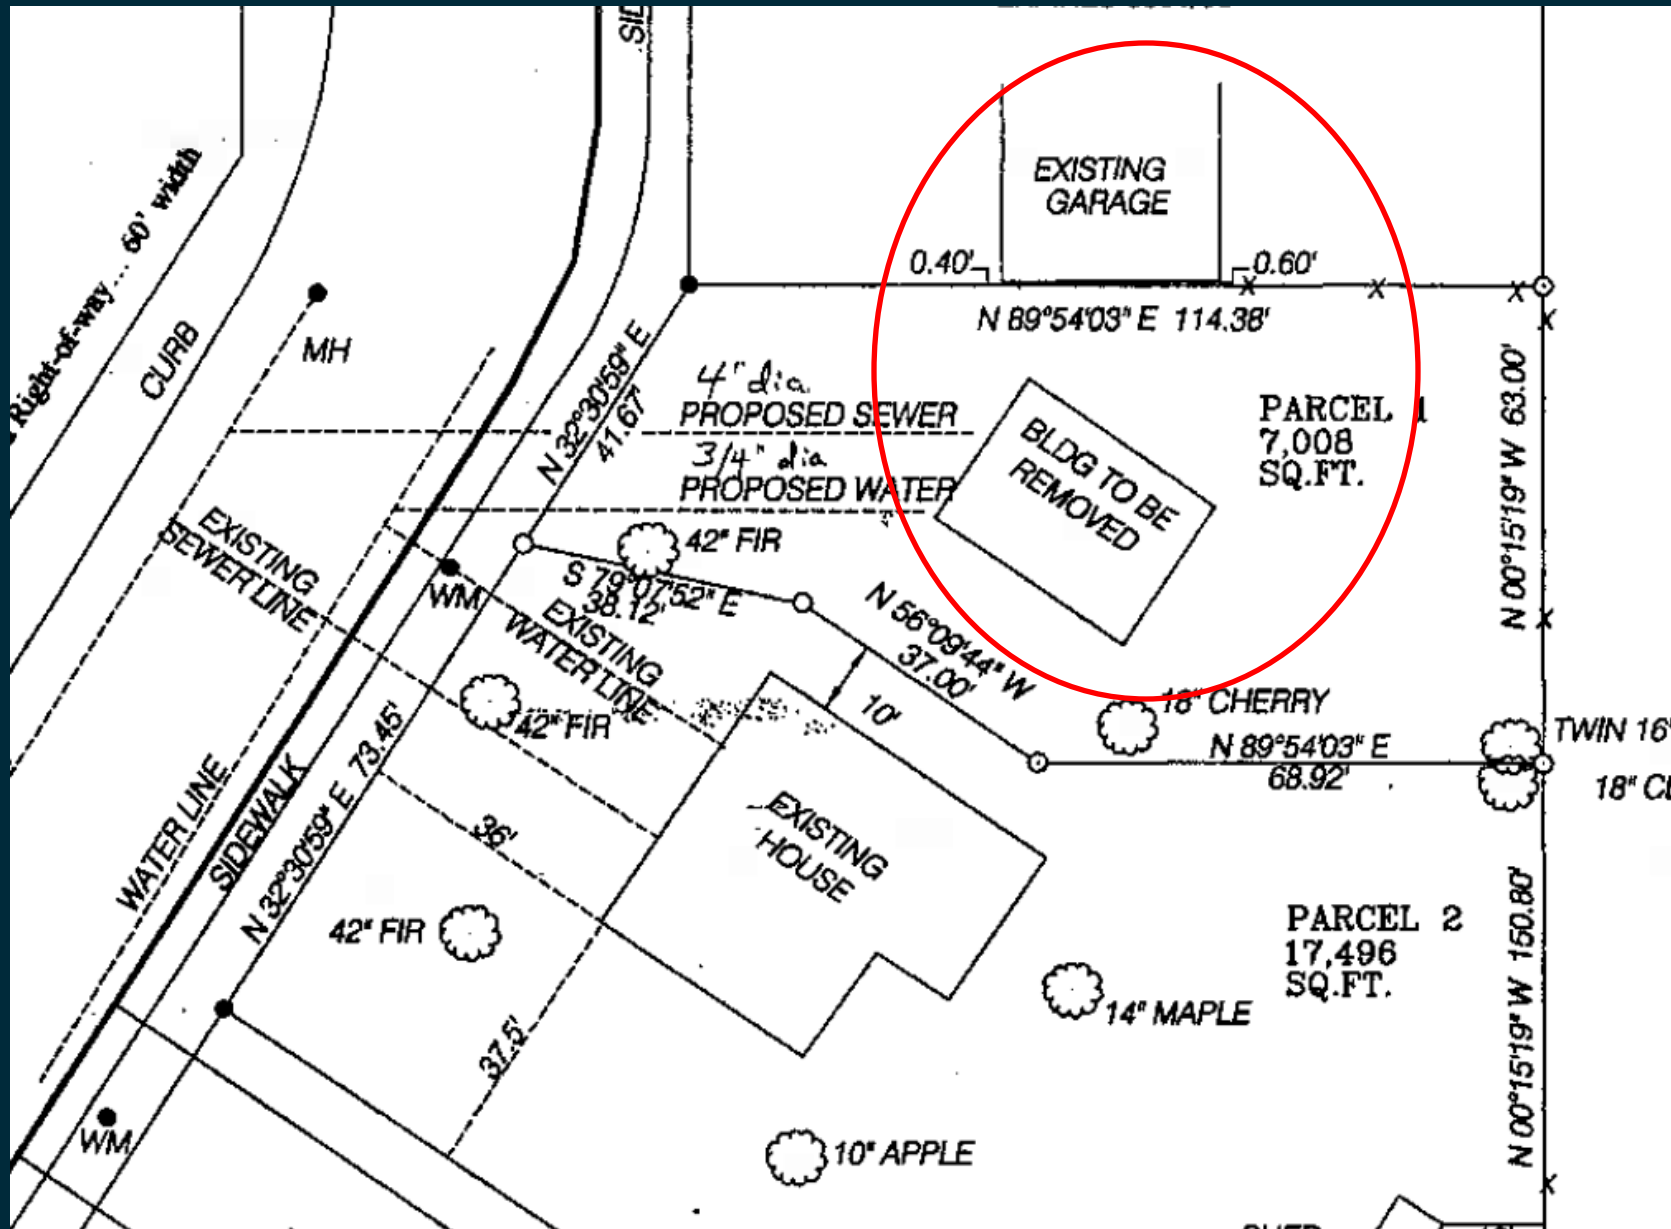 60' width
Right-of-way...
CURB
MH
EXISTING
GARAGE
0.40'
0.60'
N 89°54'03" E 114.38'
N 32°30'59" E
41.67'
4" dia.
PROPOSED SEWER
3/4" dia
PROPOSED WATER
BLDG TO BE
REMOVED
PARCEL 1
7,008
SQ.FT.
N 00°15'19" W 63.00'
EXISTING
SEWER LINE
WM
42" FIR
S 79°07'52" E
38.12'
EXISTING
WATER LINE
N 56°09'44" W
37.00'
10'
42" FIR
18" CHERRY
N 89°54'03" E
68.92'
TWIN 16"
18"
WATER LINE
SIDEWALK
N 32°30'59" E 73.45'
36'
EXISTING
HOUSE
42" FIR
37.5'
PARCEL 2
17,496
SQ.FT.
14" MAPLE
N 00°15'19" W 150.80'
WM
10" APPLE